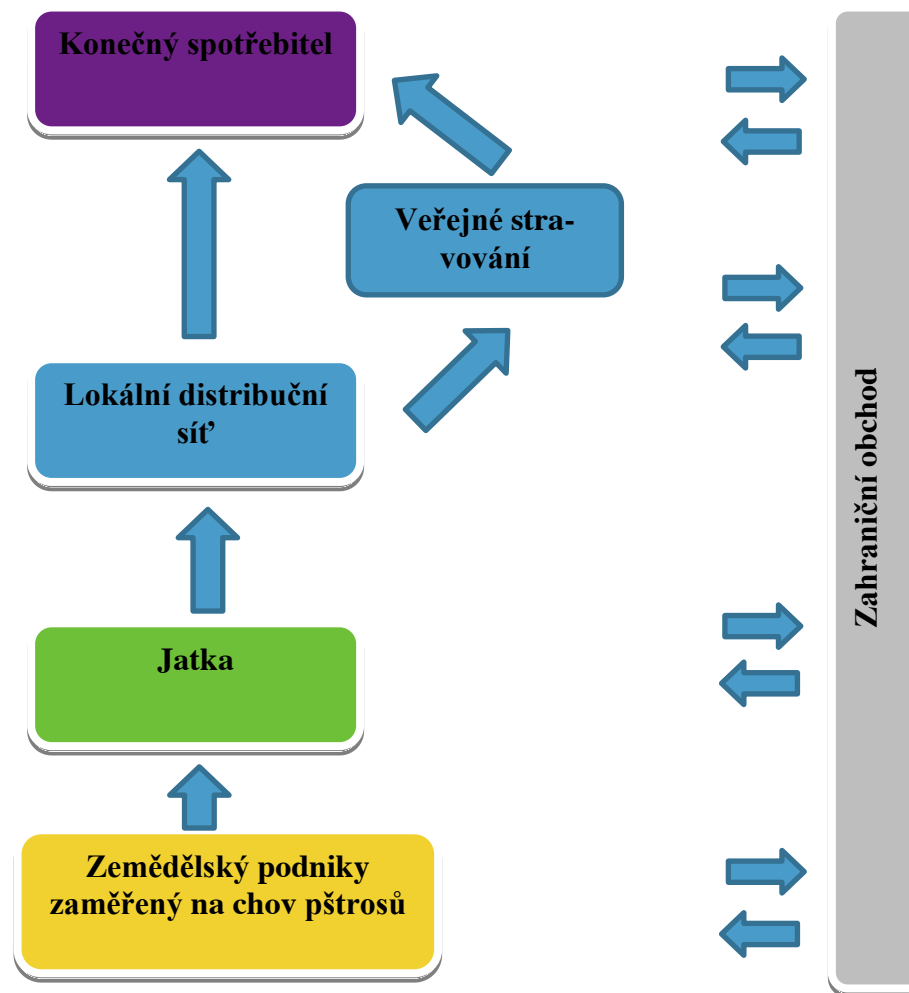 Konečný spotřebitel
Veřejné stra-
vování
Lokální distribuční
síť
Jatka
Zemědělský podniky
zaměřený na chov pštrosů
Zahraniční obchod